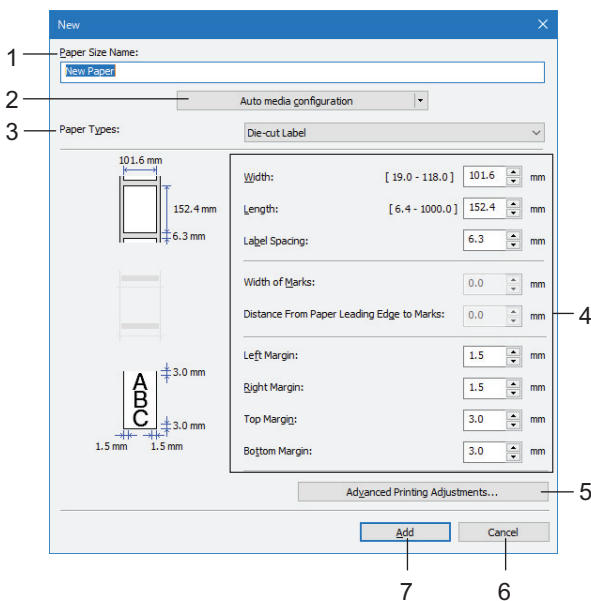 New
1 Paper Size Name:
New Paper
2 Auto media configuration
3 Paper Types: Die-cut Label
101.6 mm
152.4 mm
6.3 mm
Width: [ 19.0 - 118.0 ] 101.6 mm
Length: [ 6.4 - 1000.0 ] 152.4 mm
Label Spacing: 6.3 mm
Width of Marks: 0.0 mm
Distance From Paper Leading Edge to Marks: 0.0 mm
4
Left Margin: 1.5 mm
Right Margin: 1.5 mm
Top Margin: 3.0 mm
Bottom Margin: 3.0 mm
3.0 mm
A
B
C
3.0 mm
1.5 mm 1.5 mm
Advanced Printing Adjustments... 5
Add Cancel
7 6